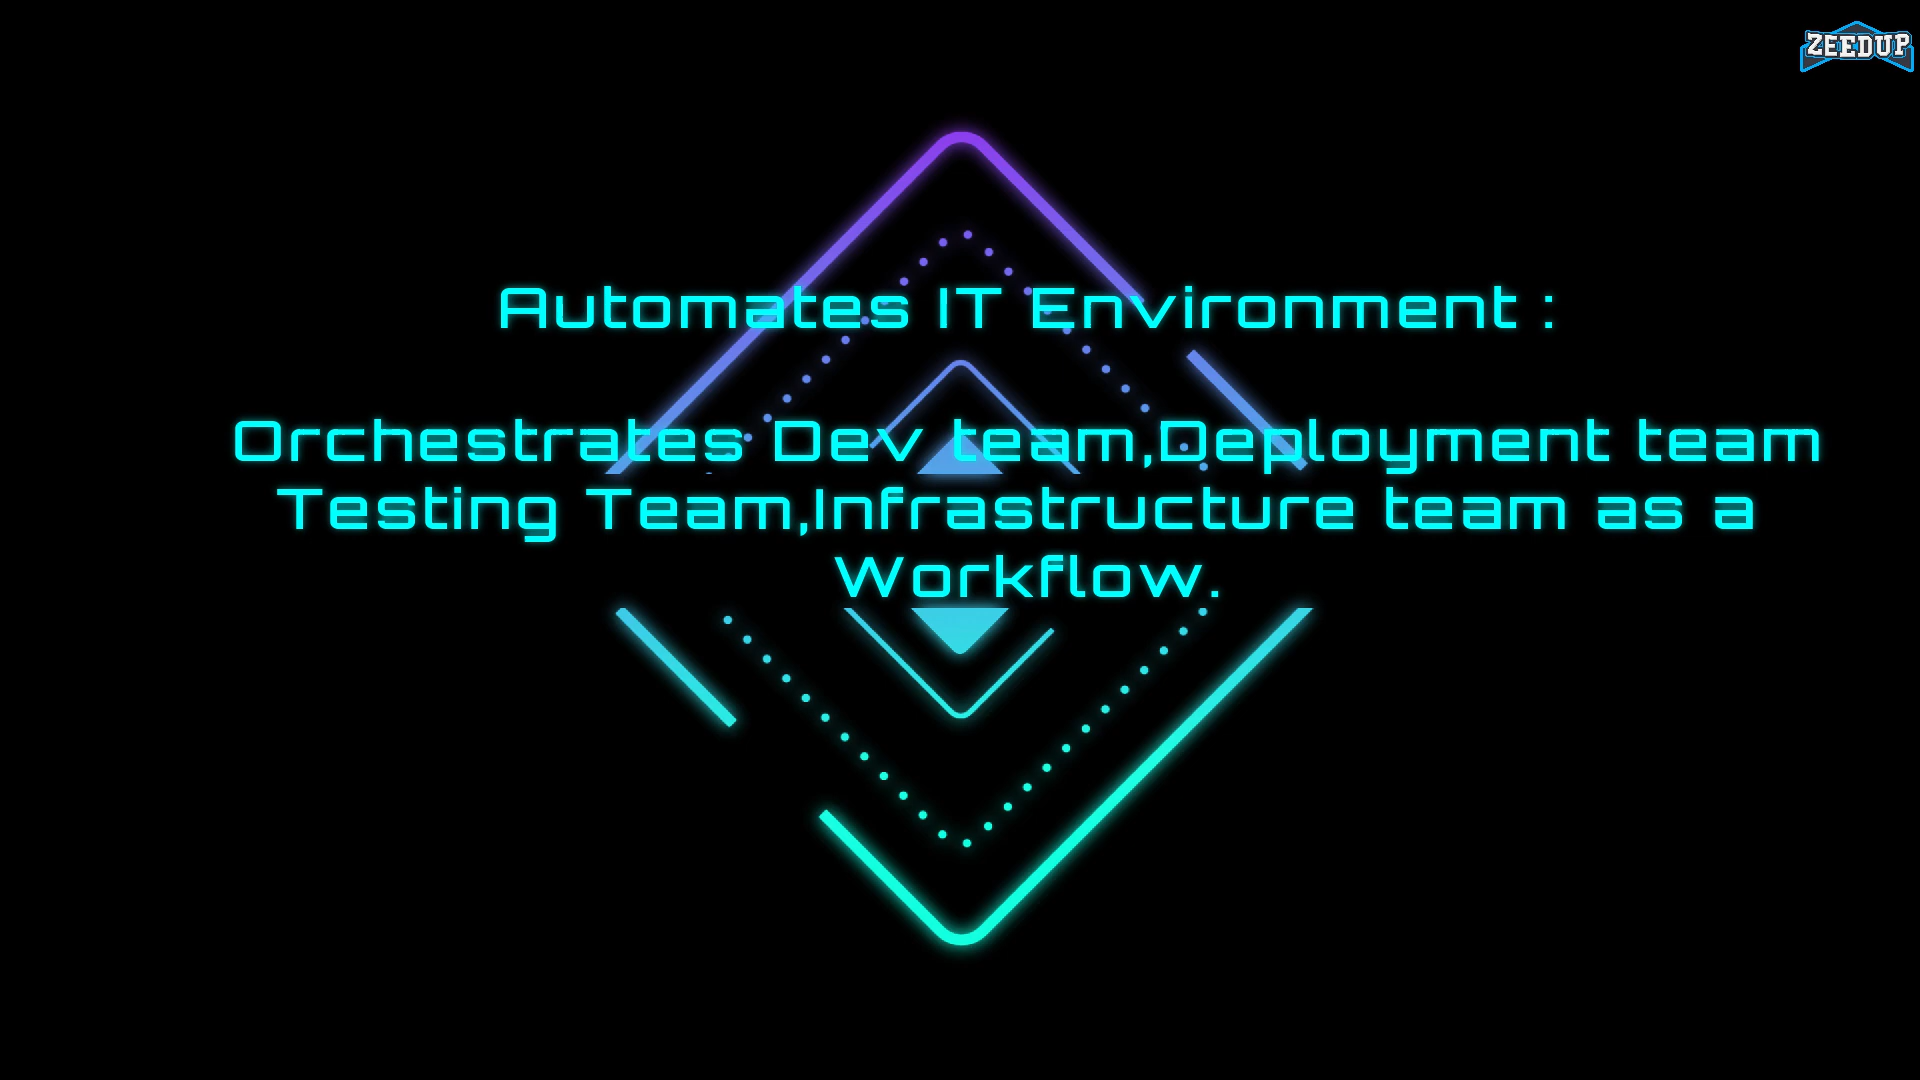 ZEEDUP
Automates IT Environment :
Orchestrates Dev team,Deployment team
Testing Team,Infrastructure team as a
Workflow.